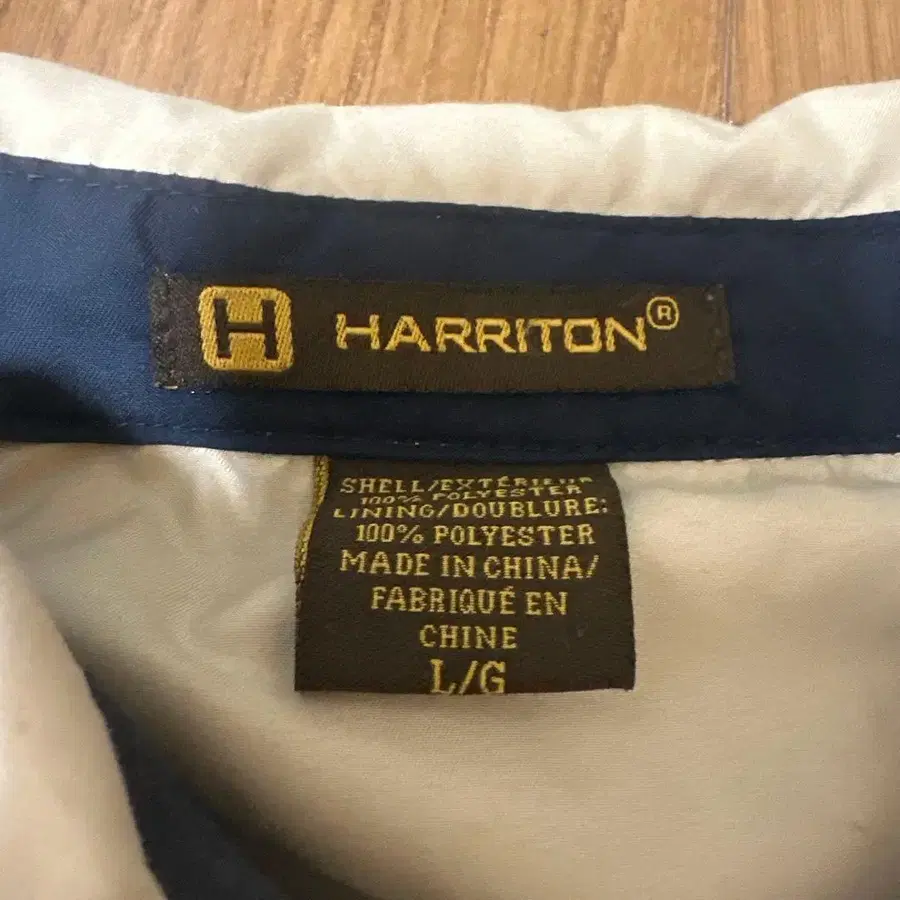 H HARRITON®
SHELL/EXTÉRIEUR
100% POLYESTER
LINING/DOUBLURE:
100% POLYESTER
MADE IN CHINA/
FABRIQUÉ EN
CHINE
L/G